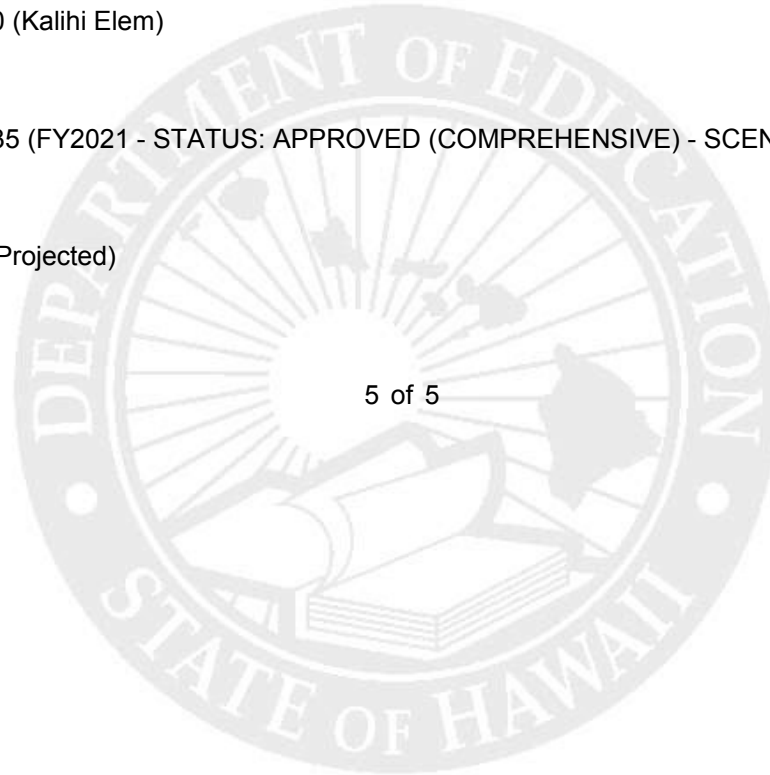 0 (Kalihi Elem)
35 (FY2021 - STATUS: APPROVED (COMPREHENSIVE) - SCEN
Projected)
5 of 5
DEPARTMENT OF EDUCATION
STATE OF HAWAII